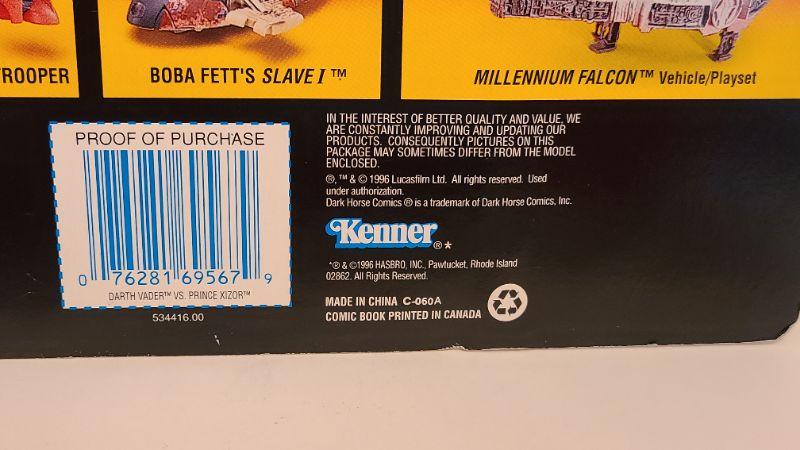 TROOPER
BOBA FETT'S SLAVE I ™
MILLENNIUM FALCON™ Vehicle/Playset
PROOF OF PURCHASE
0 76281 69567 9
DARTH VADER™ VS. PRINCE XIZOR™
534416.00
IN THE INTEREST OF BETTER QUALITY AND VALUE, WE
ARE CONSTANTLY IMPROVING AND UPDATING OUR
PRODUCTS. CONSEQUENTLY PICTURES ON THIS
PACKAGE MAY SOMETIMES DIFFER FROM THE MODEL
ENCLOSED.
®, ™ & © 1996 Lucasfilm Ltd. All rights reserved. Used
under authorization.
Dark Horse Comics ® is a trademark of Dark Horse Comics, Inc.
Kenner ®*
*® & ©1996 HASBRO, INC., Pawtucket, Rhode Island
02862. All Rights Reserved.
MADE IN CHINA C-060A
COMIC BOOK PRINTED IN CANADA